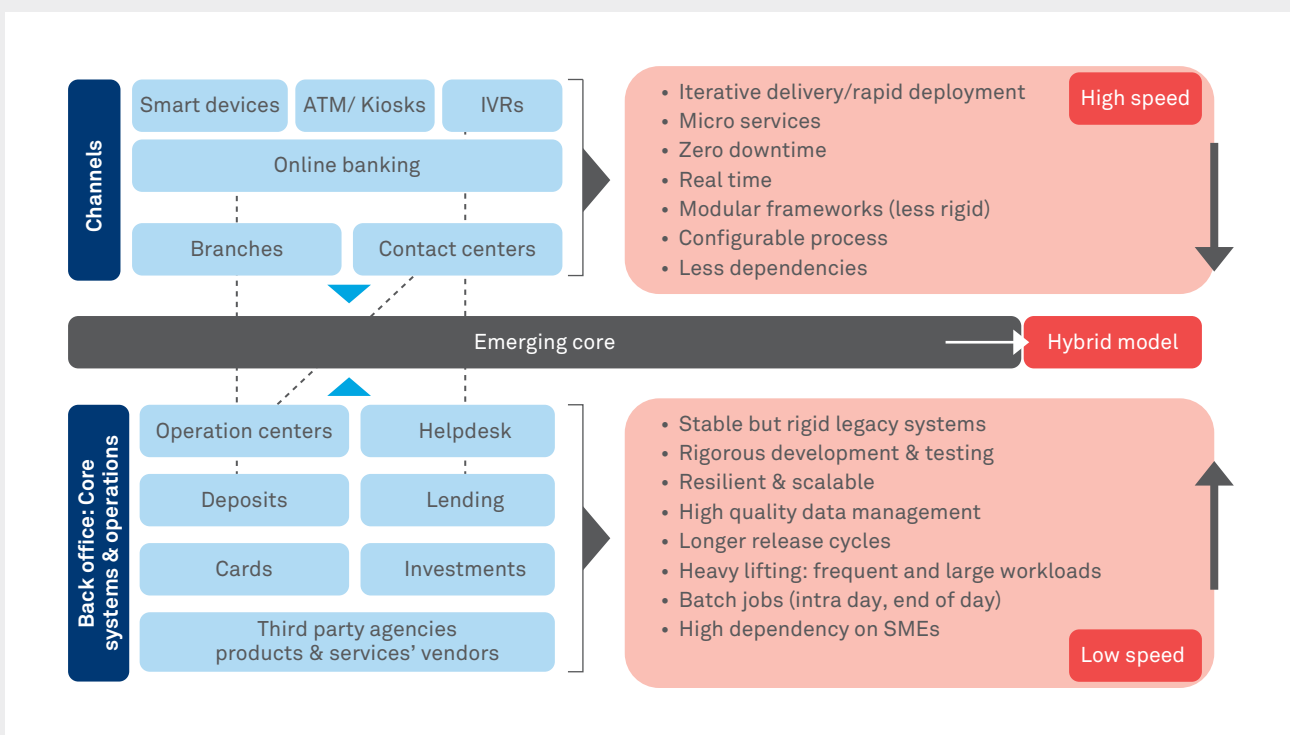 Channels
Smart devices
ATM/ Kiosks
IVRs
Online banking
Branches
Contact centers
• Iterative delivery/rapid deployment
• Micro services
• Zero downtime
• Real time
• Modular frameworks (less rigid)
• Configurable process
• Less dependencies
High speed
Emerging core
Hybrid model
Back office: Core
systems & operations
Operation centers
Helpdesk
Deposits
Lending
Cards
Investments
Third party agencies
products & services’ vendors
• Stable but rigid legacy systems
• Rigorous development & testing
• Resilient & scalable
• High quality data management
• Longer release cycles
• Heavy lifting: frequent and large workloads
• Batch jobs (intra day, end of day)
• High dependency on SMEs
Low speed